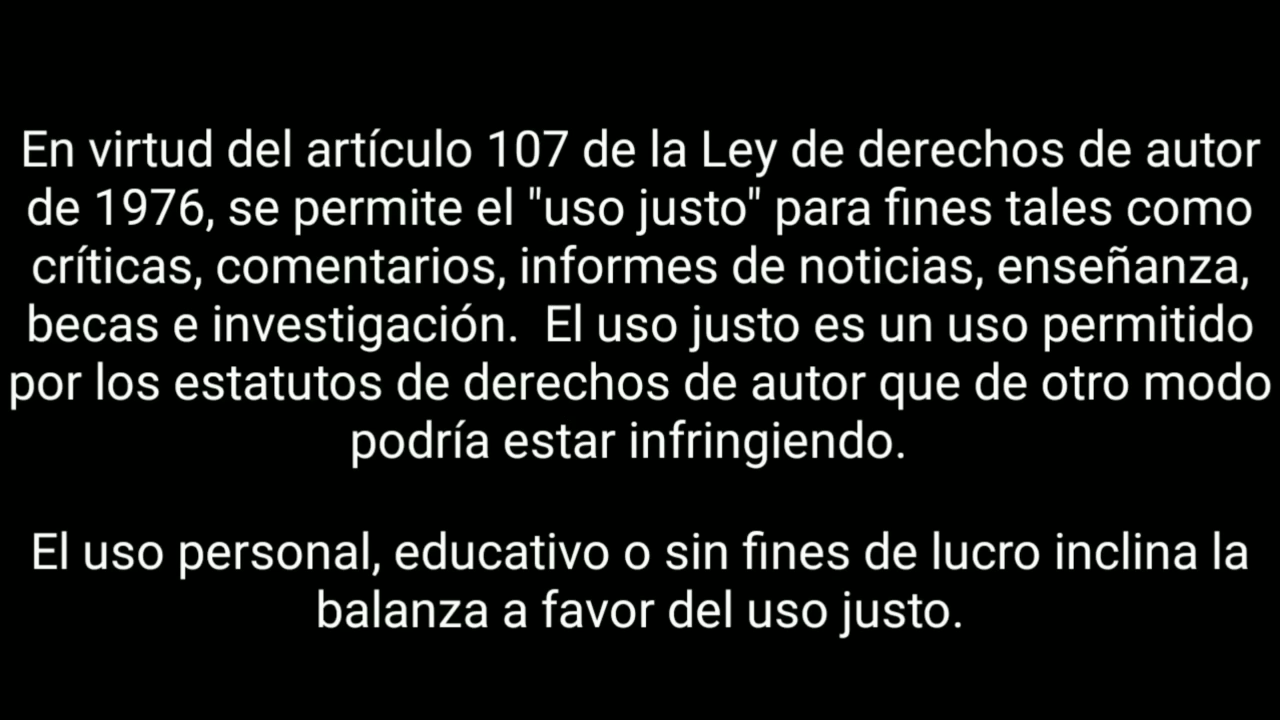 En virtud del artículo 107 de la Ley de derechos de autor
de 1976, se permite el "uso justo" para fines tales como
críticas, comentarios, informes de noticias, enseñanza,
becas e investigación.  El uso justo es un uso permitido
por los estatutos de derechos de autor que de otro modo
podría estar infringiendo.
El uso personal, educativo o sin fines de lucro inclina la
balanza a favor del uso justo.